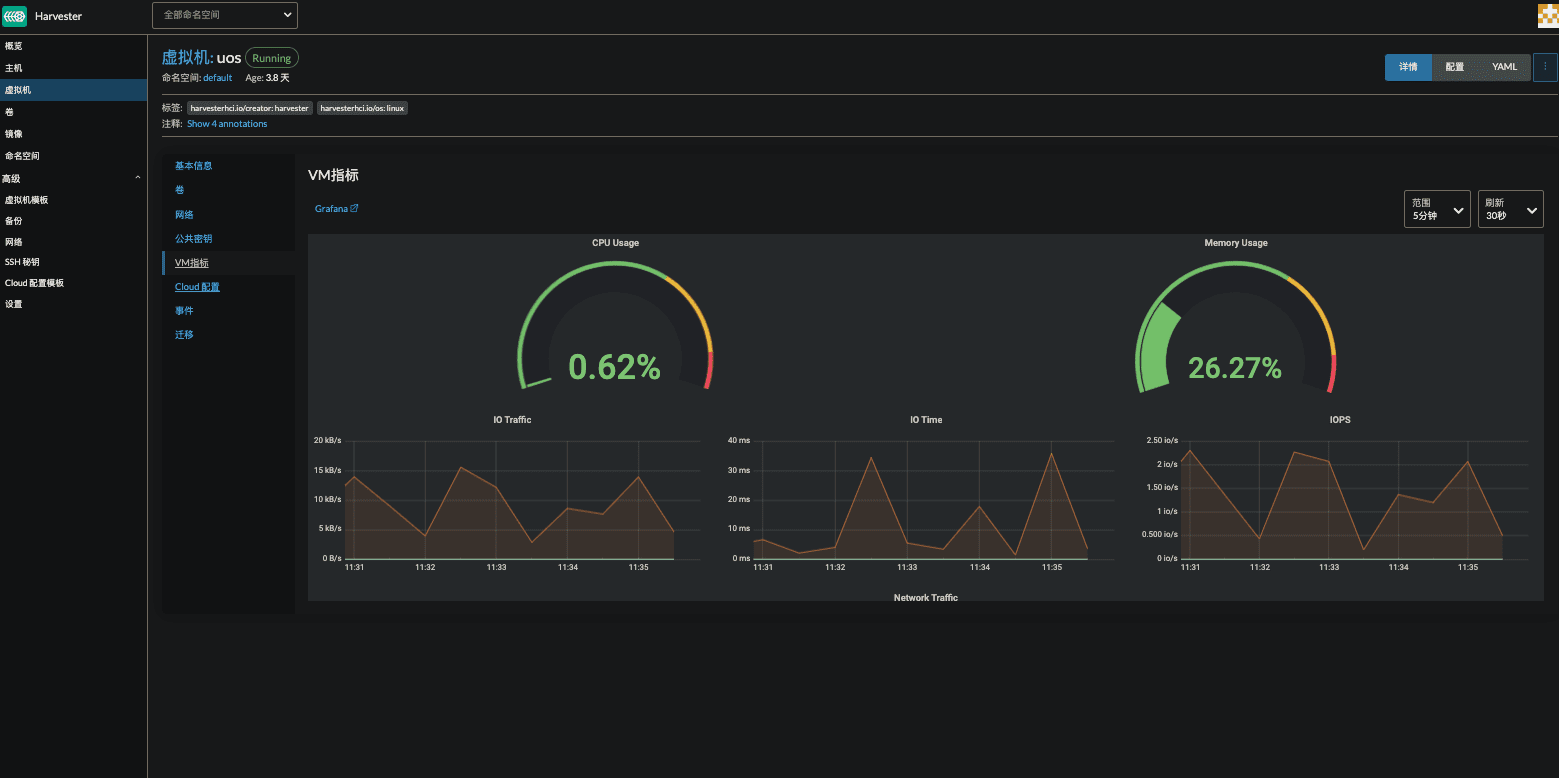 Harvester
全部命名空间
概览
主机
虚拟机
卷
镜像
命名空间
高级
虚拟机模板
备份
网络
SSH 秘钥
Cloud 配置模板
设置
虚拟机: uos Running
命名空间: default Age: 3.8 天
详情 配置 YAML
标签: harvesterhci.io/creator: harvester harvesterhci.io/os: linux
注释: Show 4 annotations
基本信息
卷
网络
公共密钥
VM指标
Cloud 配置
事件
迁移
VM指标
Grafana
范围
5分钟
刷新
30秒
CPU Usage
0.62%
Memory Usage
26.27%
IO Traffic
20 kB/s
15 kB/s
10 kB/s
5 kB/s
0 B/s
11:31 11:32 11:33 11:34 11:35
IO Time
40 ms
30 ms
20 ms
10 ms
0 ms
11:31 11:32 11:33 11:34 11:35
IOPS
2.50 io/s
2 io/s
1.50 io/s
1 io/s
0.500 io/s
0 io/s
11:31 11:32 11:33 11:34 11:35
Network Traffic